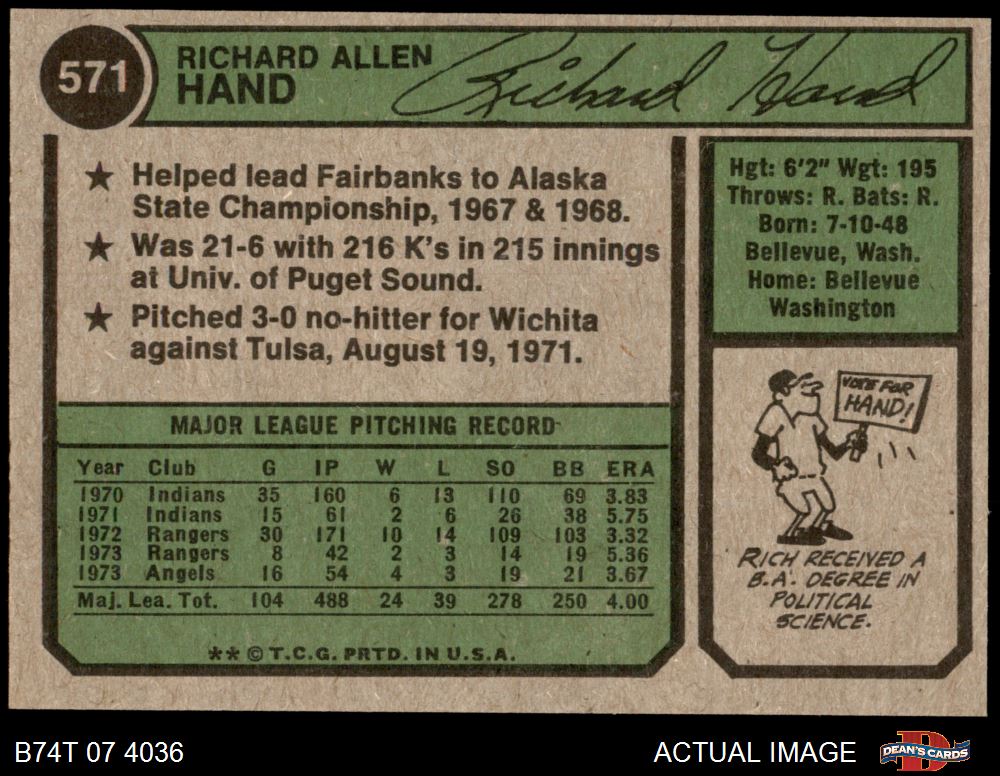 571
RICHARD ALLEN
HAND
Richard Hand
★ Helped lead Fairbanks to Alaska
State Championship, 1967 & 1968.
★ Was 21-6 with 216 K's in 215 innings
at Univ. of Puget Sound.
★ Pitched 3-0 no-hitter for Wichita
against Tulsa, August 19, 1971.
Hgt: 6'2" Wgt: 195
Throws: R. Bats: R.
Born: 7-10-48
Bellevue, Wash.
Home: Bellevue
Washington
MAJOR LEAGUE PITCHING RECORD
Year Club G IP W L SO BB ERA
1970 Indians 35 160 6 13 110 69 3.83
1971 Indians 15 61 2 6 26 38 5.75
1972 Rangers 30 171 10 14 109 103 3.32
1973 Rangers 8 42 2 3 14 19 5.36
1973 Angels 16 54 4 3 19 21 3.67
Maj. Lea. Tot. 104 488 24 39 278 250 4.00
** © T.C.G. PRTD. IN U.S.A.
VOTE FOR
HAND!
RICH RECEIVED A
B.A. DEGREE IN
POLITICAL
SCIENCE.
B74T 07 4036
ACTUAL IMAGE
D
DEAN'S CARDS